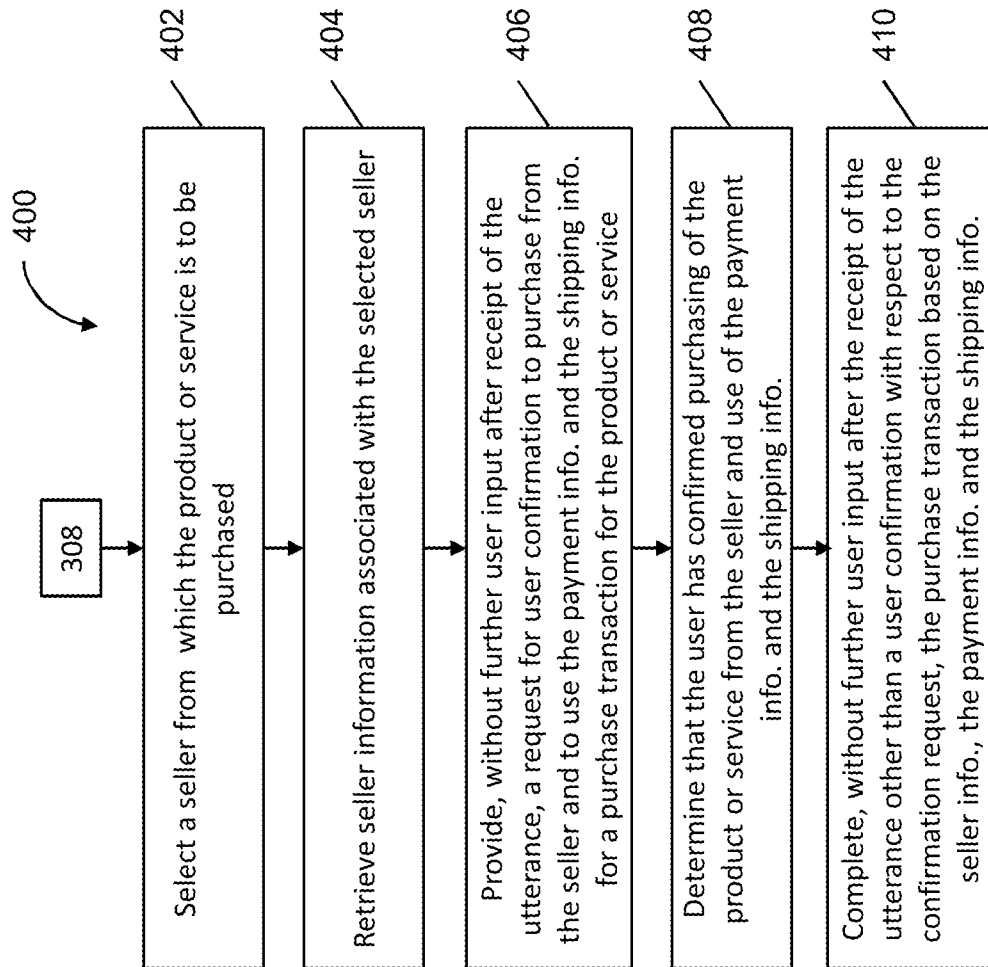 400
308
Select a seller from which the product or service is to be
purchased
402
Retrieve seller information associated with the selected seller
404
Provide, without further user input after receipt of the
utterance, a request for user confirmation to purchase from
the seller and to use the payment info. and the shipping info.
for a purchase transaction for the product or service
406
Determine that the user has confirmed purchasing of the
product or service from the seller and use of the payment
info. and the shipping info.
408
Complete, without further user input after the receipt of the
utterance other than a user confirmation with respect to the
confirmation request, the purchase transaction based on the
seller info., the payment info. and the shipping info.
410